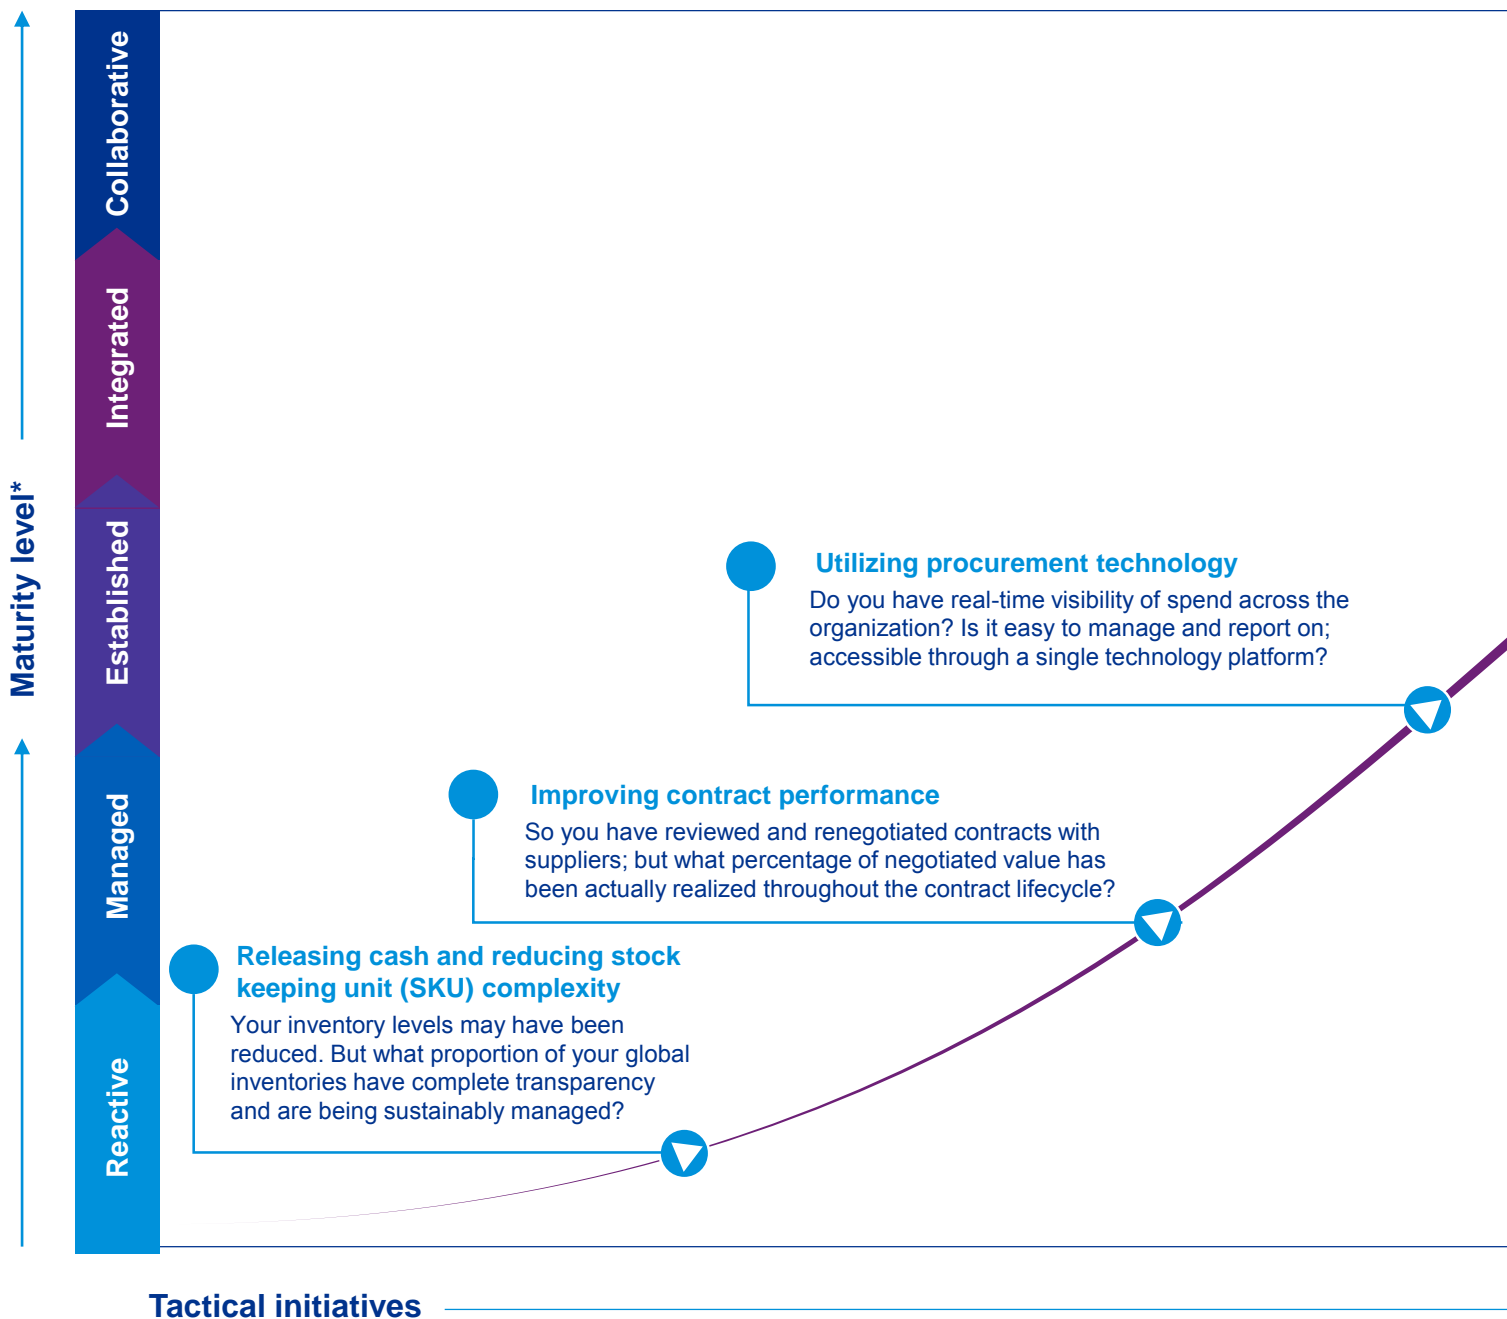 Maturity level*
Collaborative
Integrated
Established
Managed
Reactive
Utilizing procurement technology
Do you have real-time visibility of spend across the
organization? Is it easy to manage and report on;
accessible through a single technology platform?
Improving contract performance
So you have reviewed and renegotiated contracts with
suppliers; but what percentage of negotiated value has
been actually realized throughout the contract lifecycle?
Releasing cash and reducing stock
keeping unit (SKU) complexity
Your inventory levels may have been
reduced. But what proportion of your global
inventories have complete transparency
and are being sustainably managed?
Tactical initiatives